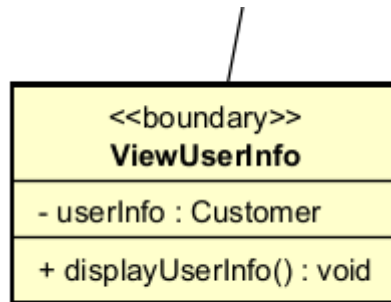 <<boundary>>
ViewUserInfo
- userInfo : Customer
+ displayUserInfo() : void